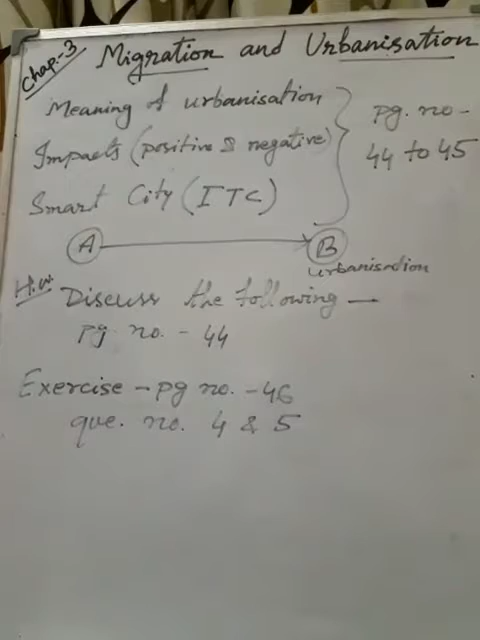 Chap:-3 Migration and Urbanisation
Meaning of urbanisation
Impacts (positive & negative)
Smart City (ITC)
pg. no -
44 to 45
A B
urbanisation
H.w. Discuss the following —
pg no. - 44
Exercise - pg no. - 46
que. no. 4 & 5